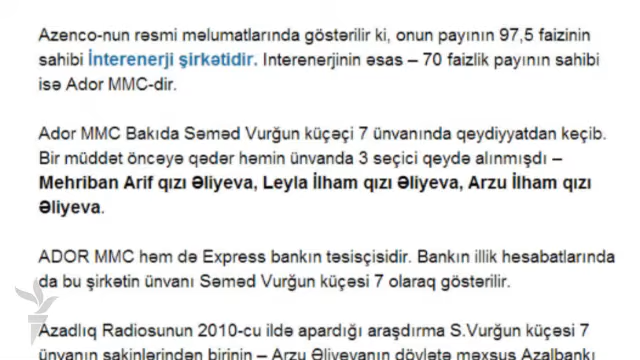 Azenco-nun rəsmi məlumatlarında göstərilir ki, onun payının 97,5 faizinin
sahibi İnterenerji şirkətidir. Interenerjinin əsas – 70 faizlik payının sahibi
isə Ador MMC-dir.
Ador MMC Bakıda Səməd Vurğun küçəçi 7 ünvanında qeydiyyatdan keçib.
Bir müddət öncəyə qədər həmin ünvanda 3 seçici qeydə alınmışdı –
Mehriban Arif qızı Əliyeva, Leyla İlham qızı Əliyeva, Arzu İlham qızı
Əliyeva.
ADOR MMC həm də Express bankın təsisçisidir. Bankın illik hesabatlarında
da bu şirkətin ünvanı Səməd Vurğun küçəsi 7 olaraq göstərilir.
Azadlıq Radiosunun 2010-cu ildə apardığı araşdırma S.Vurğun küçəsi 7
ünvanın sakinlərindən birinin – Arzu Əliyevanın dövlətə məxsus Azalbankı